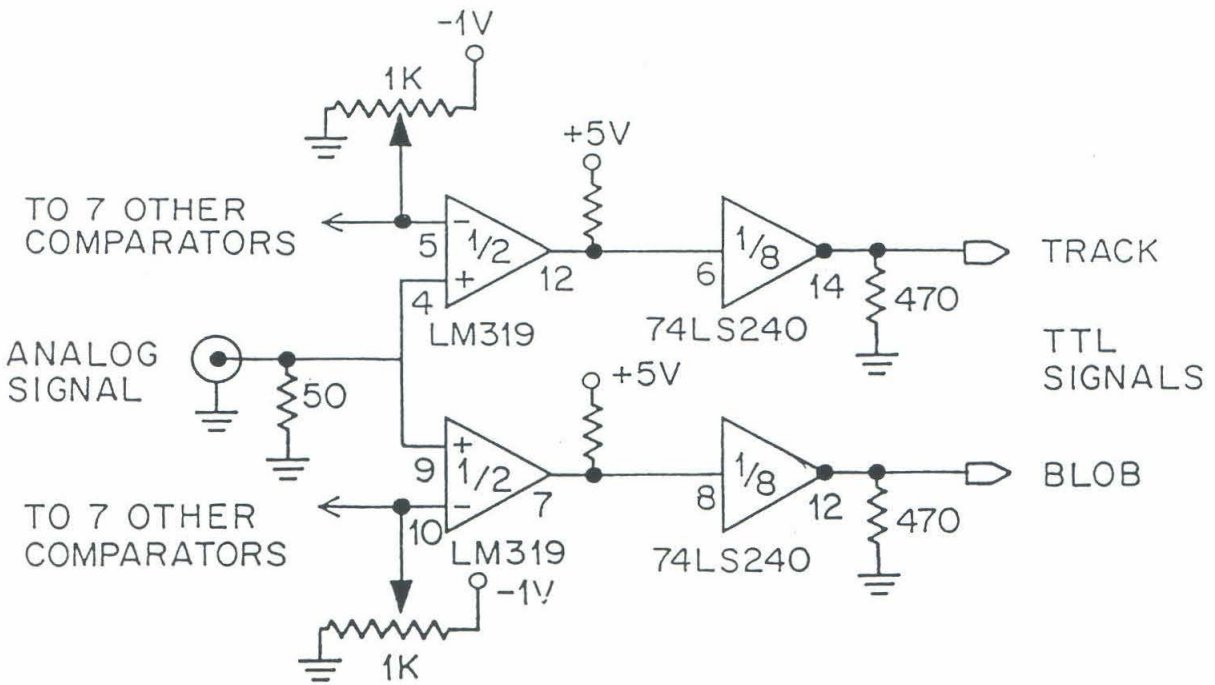 -1V
1K
+5V
TO 7 OTHER
COMPARATORS
5
-
1/2
+
4
12
LM319
6
1/8
14
74LS240
470
TRACK
ANALOG
SIGNAL
50
TTL
SIGNALS
+5V
9
+
1/2
-
10
7
LM319
8
1/8
12
74LS240
470
BLOB
TO 7 OTHER
COMPARATORS
-1V
1K